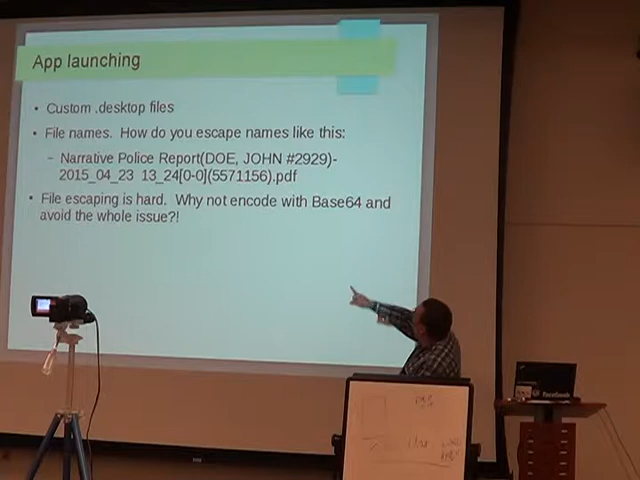 App launching
• Custom .desktop files
• File names. How do you escape names like this:
– Narrative Police Report(DOE, JOHN #2929)-
2015_04_23 13_24[0-0](5571156).pdf
• File escaping is hard. Why not encode with Base64 and
avoid the whole issue?!
facebook